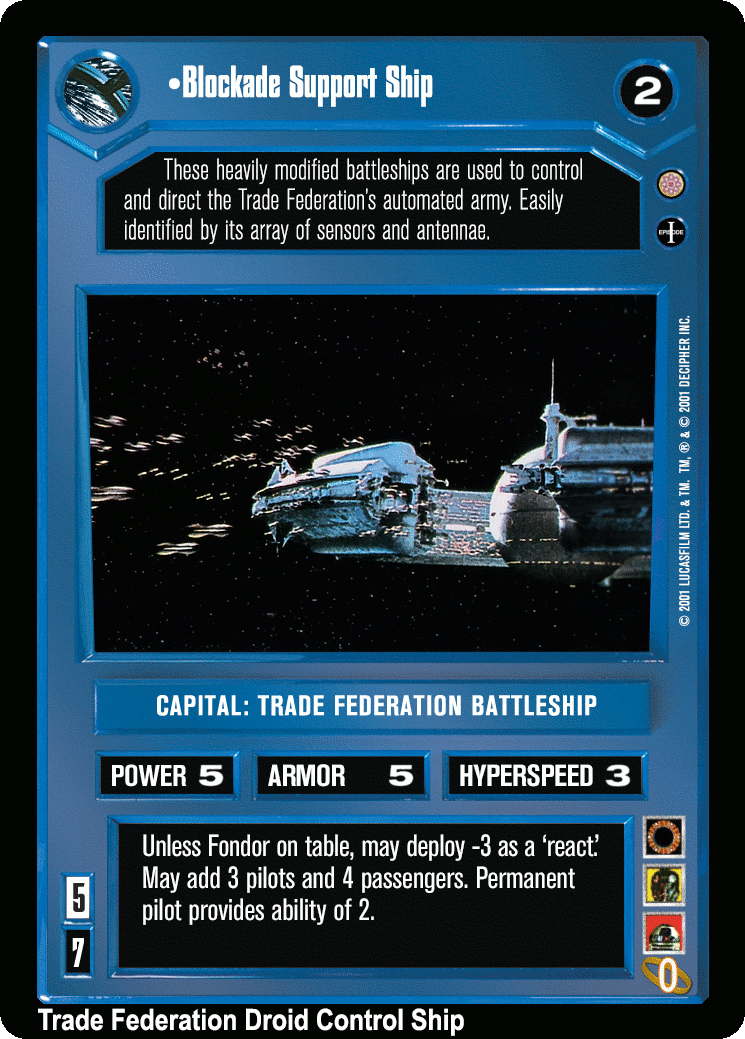 •Blockade Support Ship
2
These heavily modified battleships are used to control
and direct the Trade Federation's automated army. Easily
identified by its array of sensors and antennae.
EPISODE
I
© 2001 LUCASFILM LTD. & TM. TM, ® & © 2001 DECIPHER INC.
CAPITAL: TRADE FEDERATION BATTLESHIP
POWER 5
ARMOR 5
HYPERSPEED 3
Unless Fondor on table, may deploy -3 as a ‘react.’
May add 3 pilots and 4 passengers. Permanent
pilot provides ability of 2.
5
7
0
Trade Federation Droid Control Ship